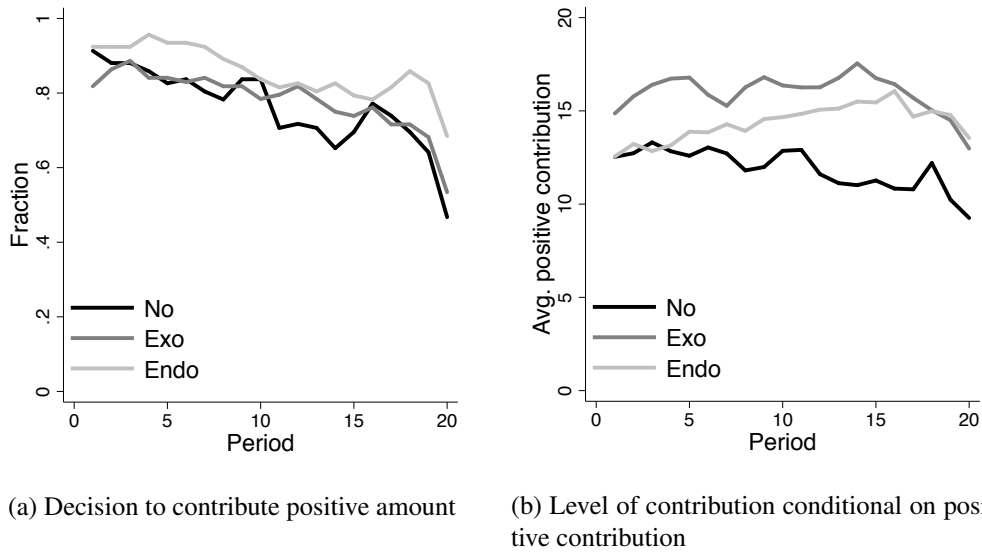 1
.8
.6
.4
.2
0
Fraction
No
Exo
Endo
0 5 10 15 20
Period
20
15
10
5
0
Avg. positive contribution
No
Exo
Endo
0 5 10 15 20
Period
(a) Decision to contribute positive amount
(b) Level of contribution conditional on posi
tive contribution